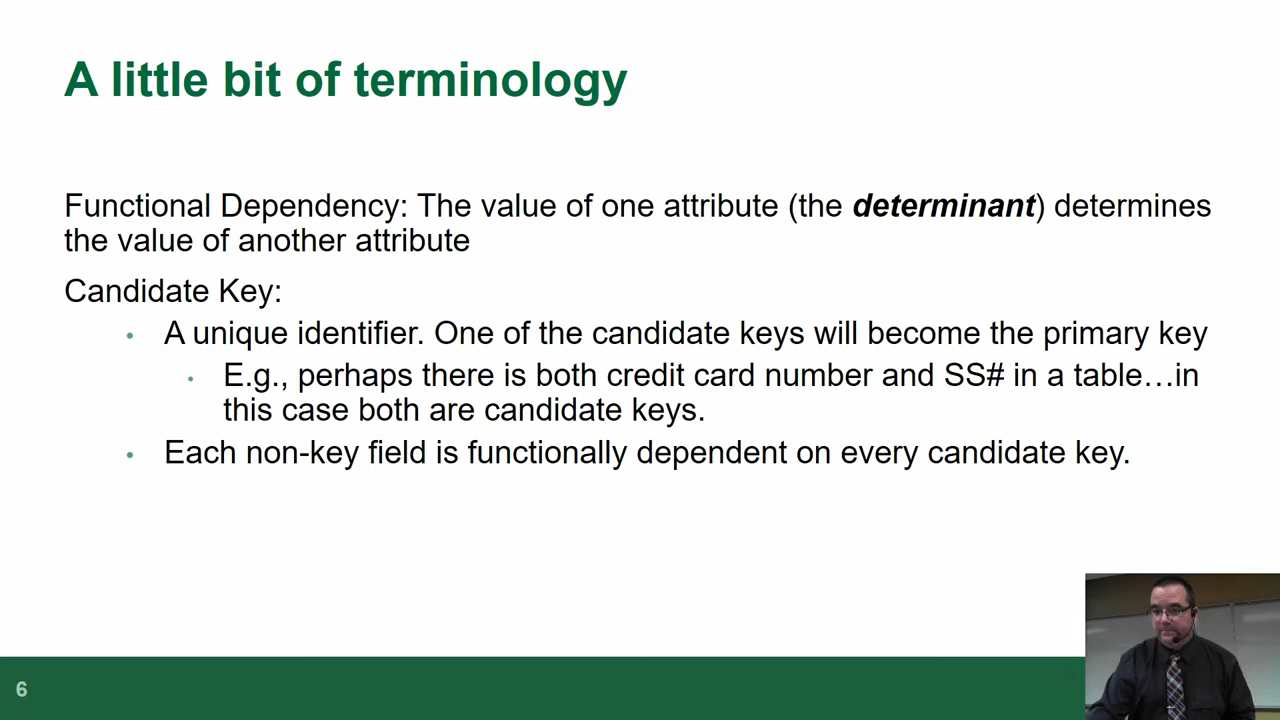 A little bit of terminology
Functional Dependency: The value of one attribute (the determinant) determines
the value of another attribute
Candidate Key:
• A unique identifier. One of the candidate keys will become the primary key
• E.g., perhaps there is both credit card number and SS# in a table…in
this case both are candidate keys.
• Each non-key field is functionally dependent on every candidate key.
6